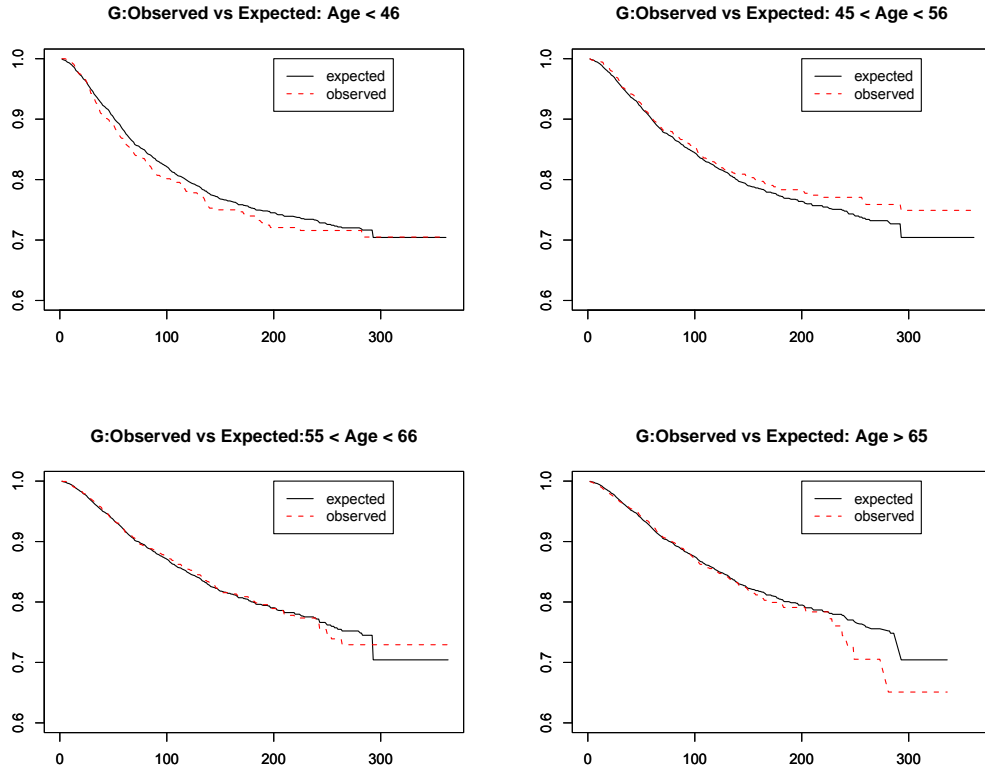 G:Observed vs Expected: Age < 46
1.0
0.9
0.8
0.7
0.6
expected
observed
0 100 200 300
G:Observed vs Expected: 45 < Age < 56
1.0
0.9
0.8
0.7
0.6
expected
observed
0 100 200 300
G:Observed vs Expected:55 < Age < 66
1.0
0.9
0.8
0.7
0.6
expected
observed
0 100 200 300
G:Observed vs Expected: Age > 65
1.0
0.9
0.8
0.7
0.6
expected
observed
0 100 200 300